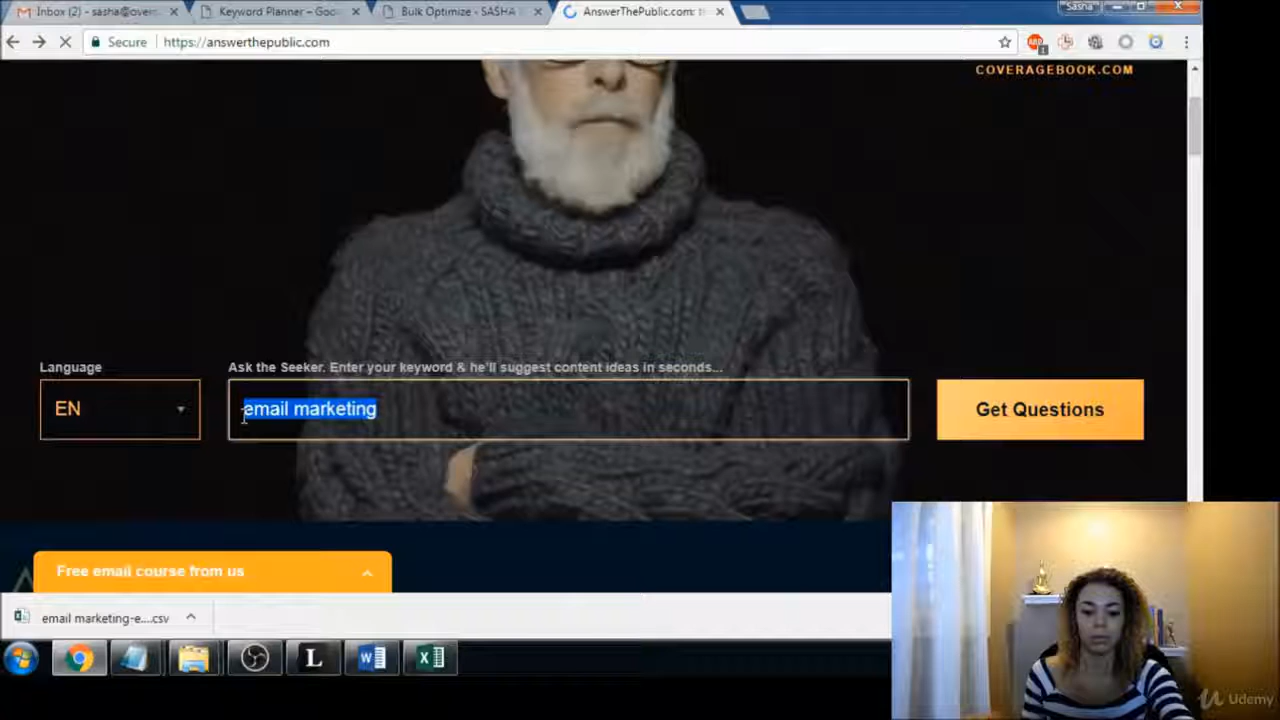 Inbox (2) - sasha@over
Keyword Planner – Goo
Bulk Optimize - SASHA
AnswerThePublic.com: t
Sasha
Secure
https://answerthepublic.com
1
COVERAGEBOOK.COM
Language
Ask the Seeker. Enter your keyword & he'll suggest content ideas in seconds...
EN
email marketing
Get Questions
Free email course from us
email marketing-e....csv
L
Udemy